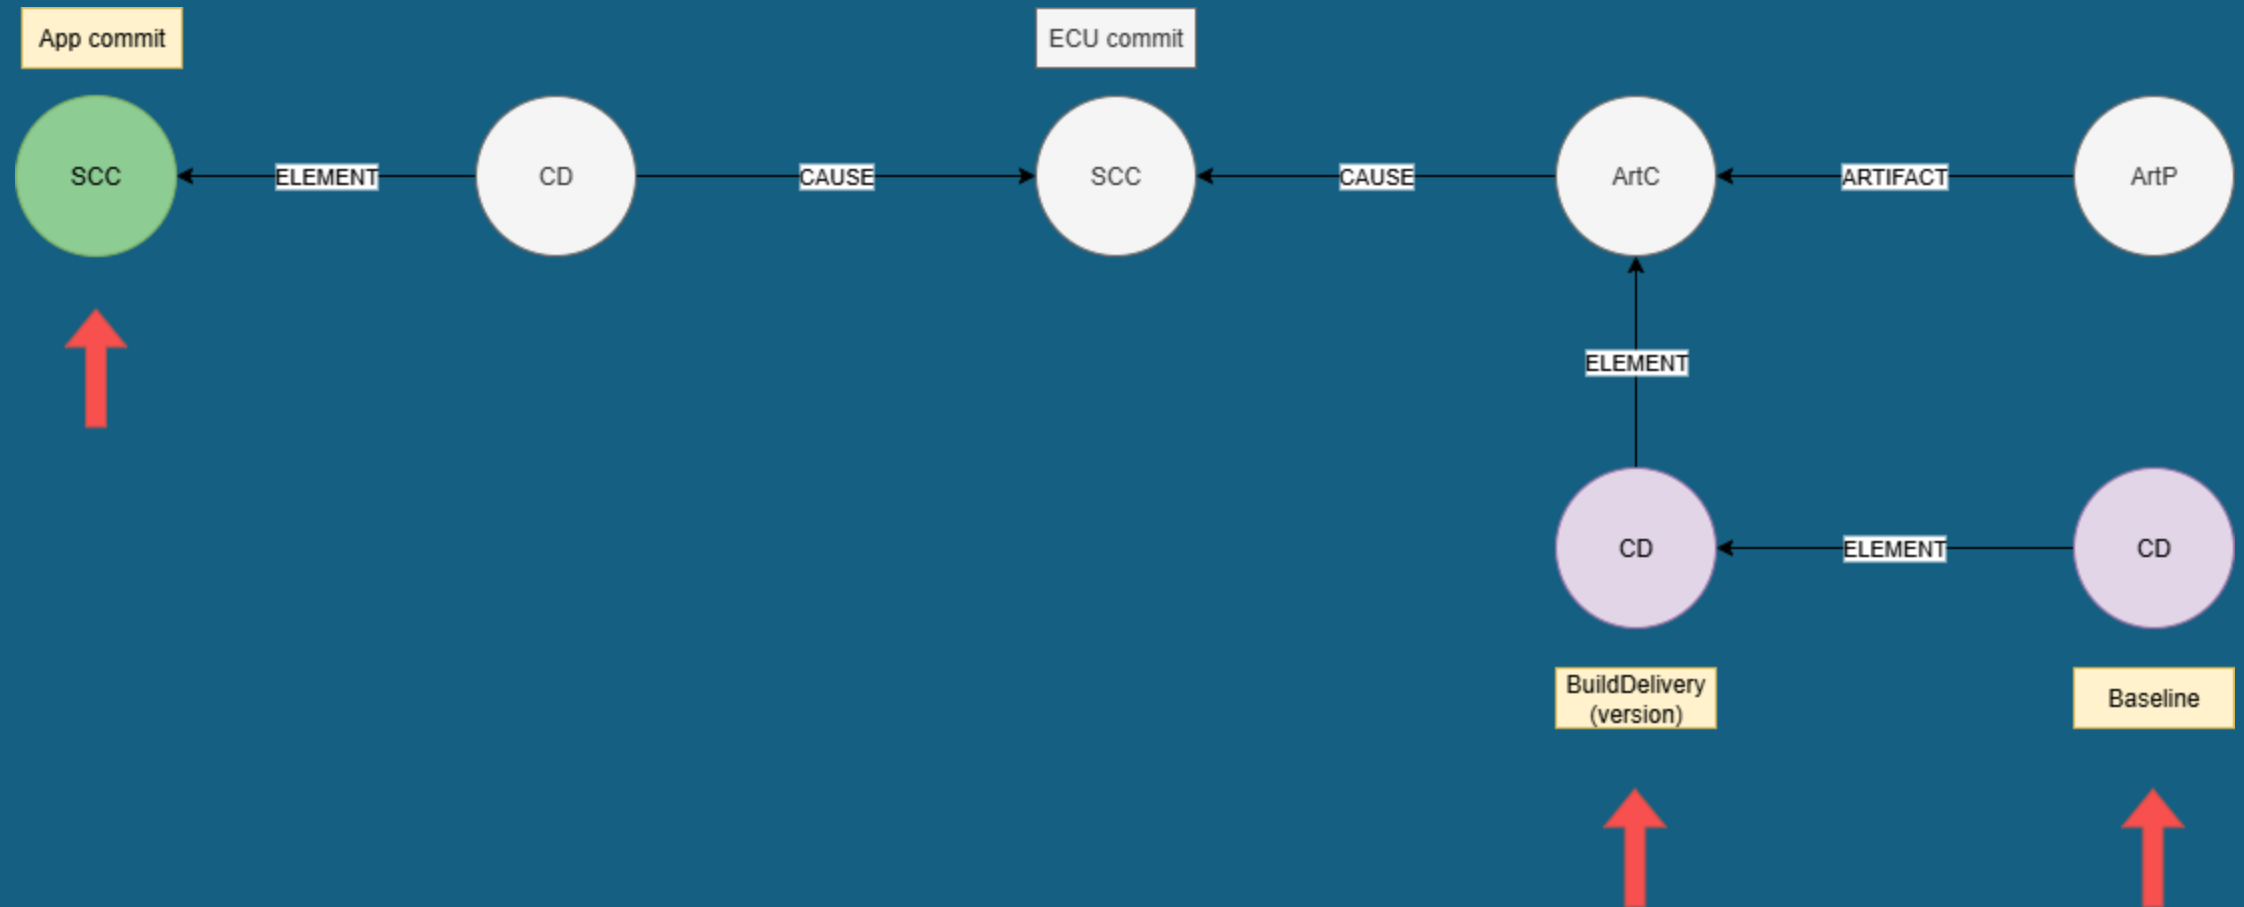 App commit
ECU commit
SCC
ELEMENT
CD
CAUSE
SCC
CAUSE
ArtC
ARTIFACT
ArtP
ELEMENT
CD
ELEMENT
CD
BuildDelivery
(version)
Baseline